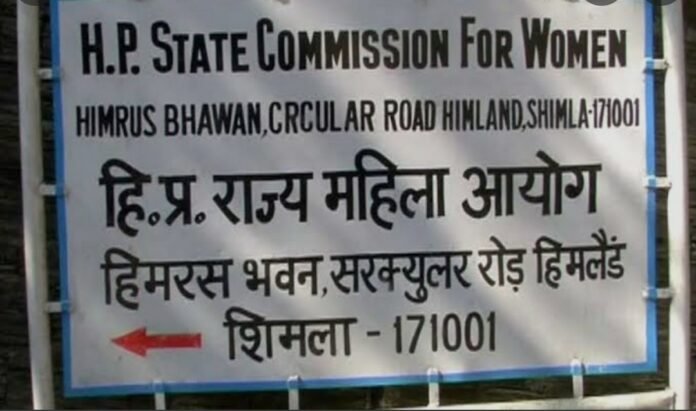 H.P. STATE COMMISSION FOR WOMEN
HIMRUS BHAWAN,CRCULAR ROAD HIMLAND,SHIMLA-171001
हि.प्र. राज्य महिला आयोग
हिमरस भवन,सरक्युलर रोड़ हिमलैंड
शिमला - 171001